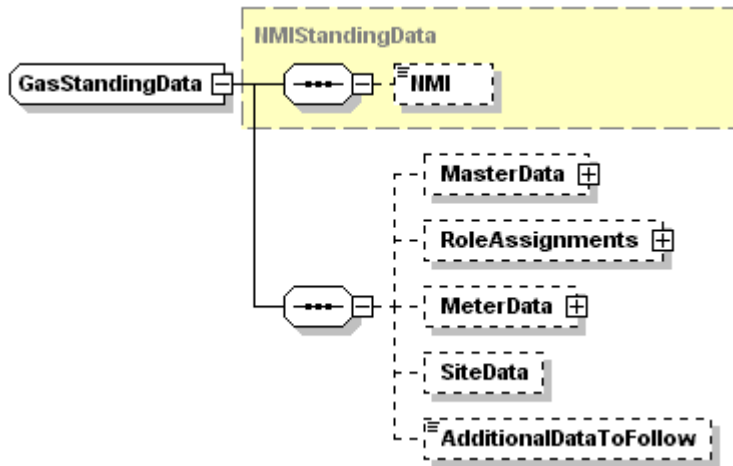 NMIStandingData
GasStandingData
NMI
MasterData
RoleAssignments
MeterData
SiteData
AdditionalDataToFollow